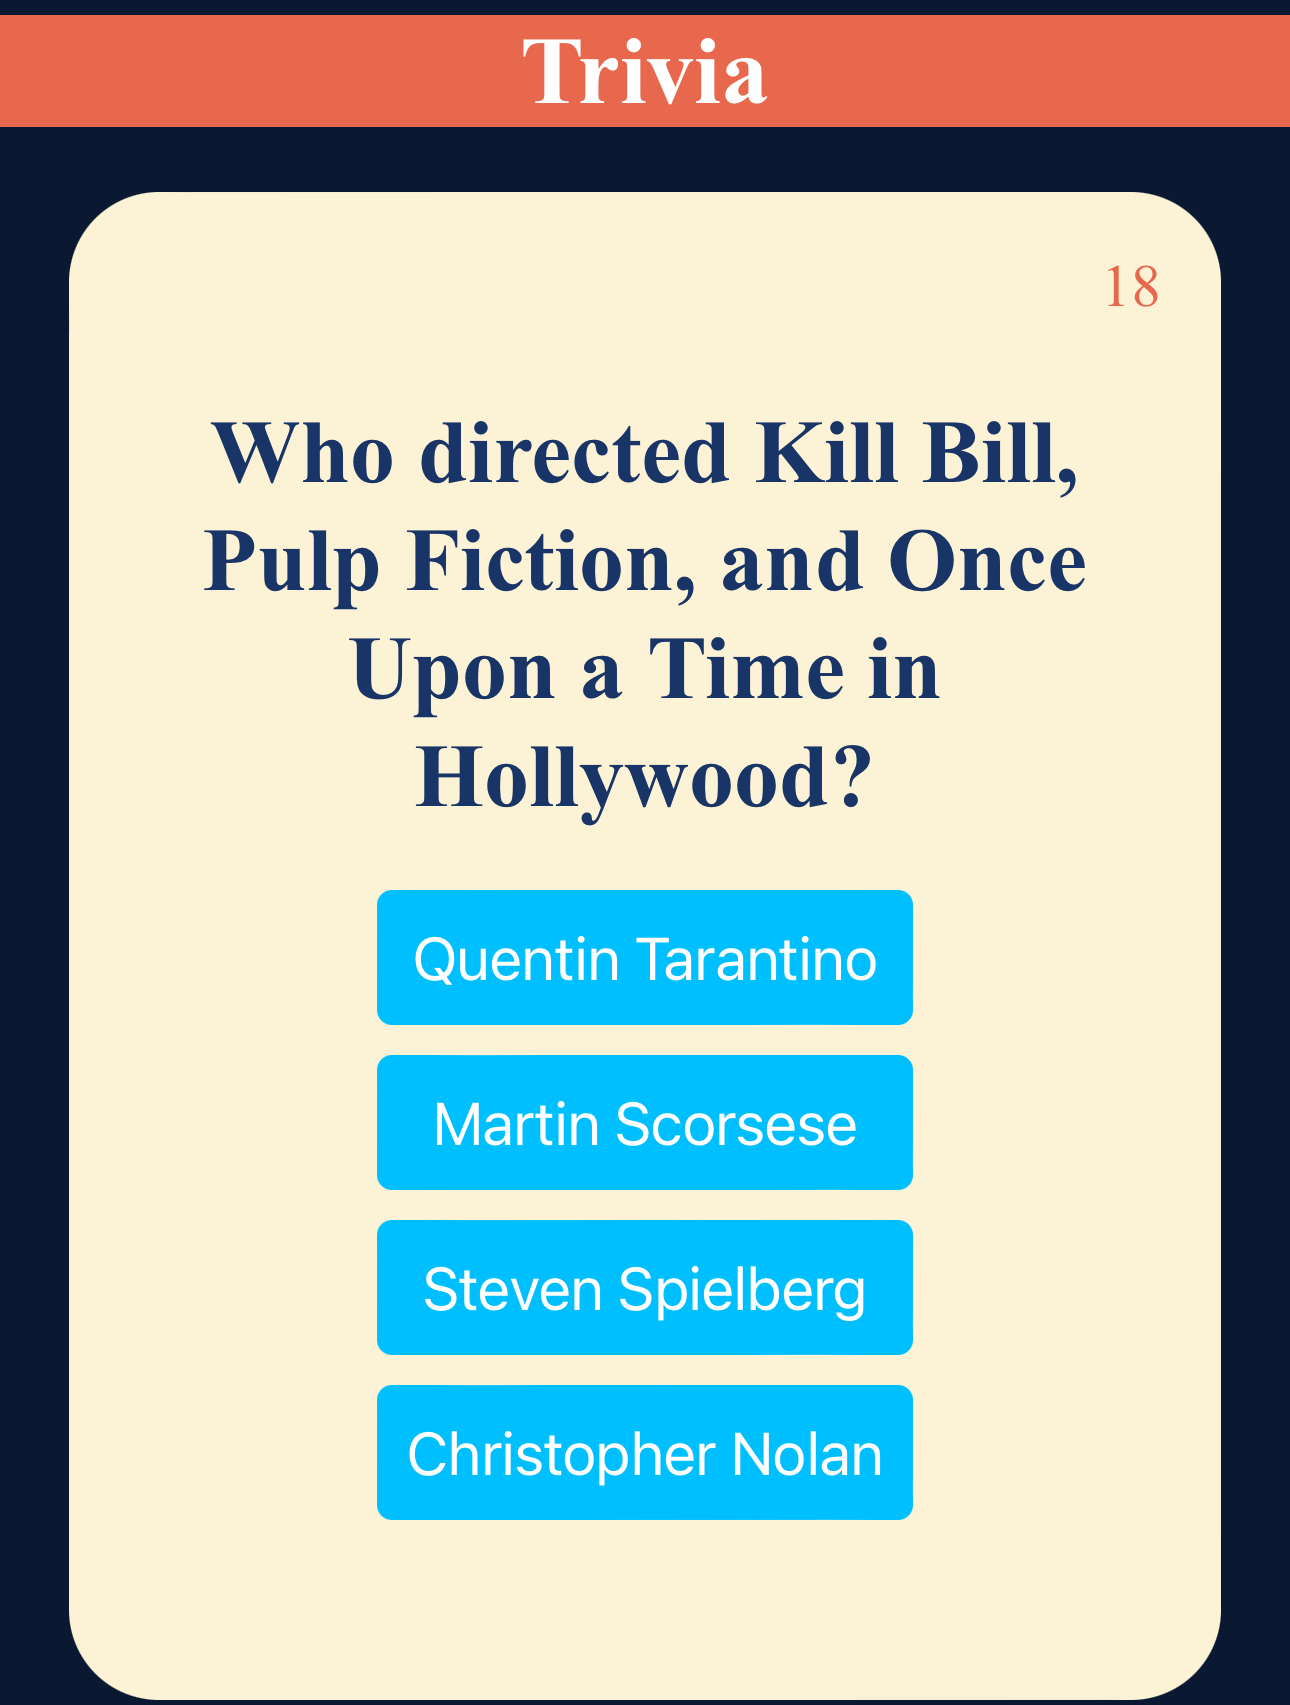 Trivia
18
Who directed Kill Bill,
Pulp Fiction, and Once
Upon a Time in
Hollywood?
Quentin Tarantino
Martin Scorsese
Steven Spielberg
Christopher Nolan